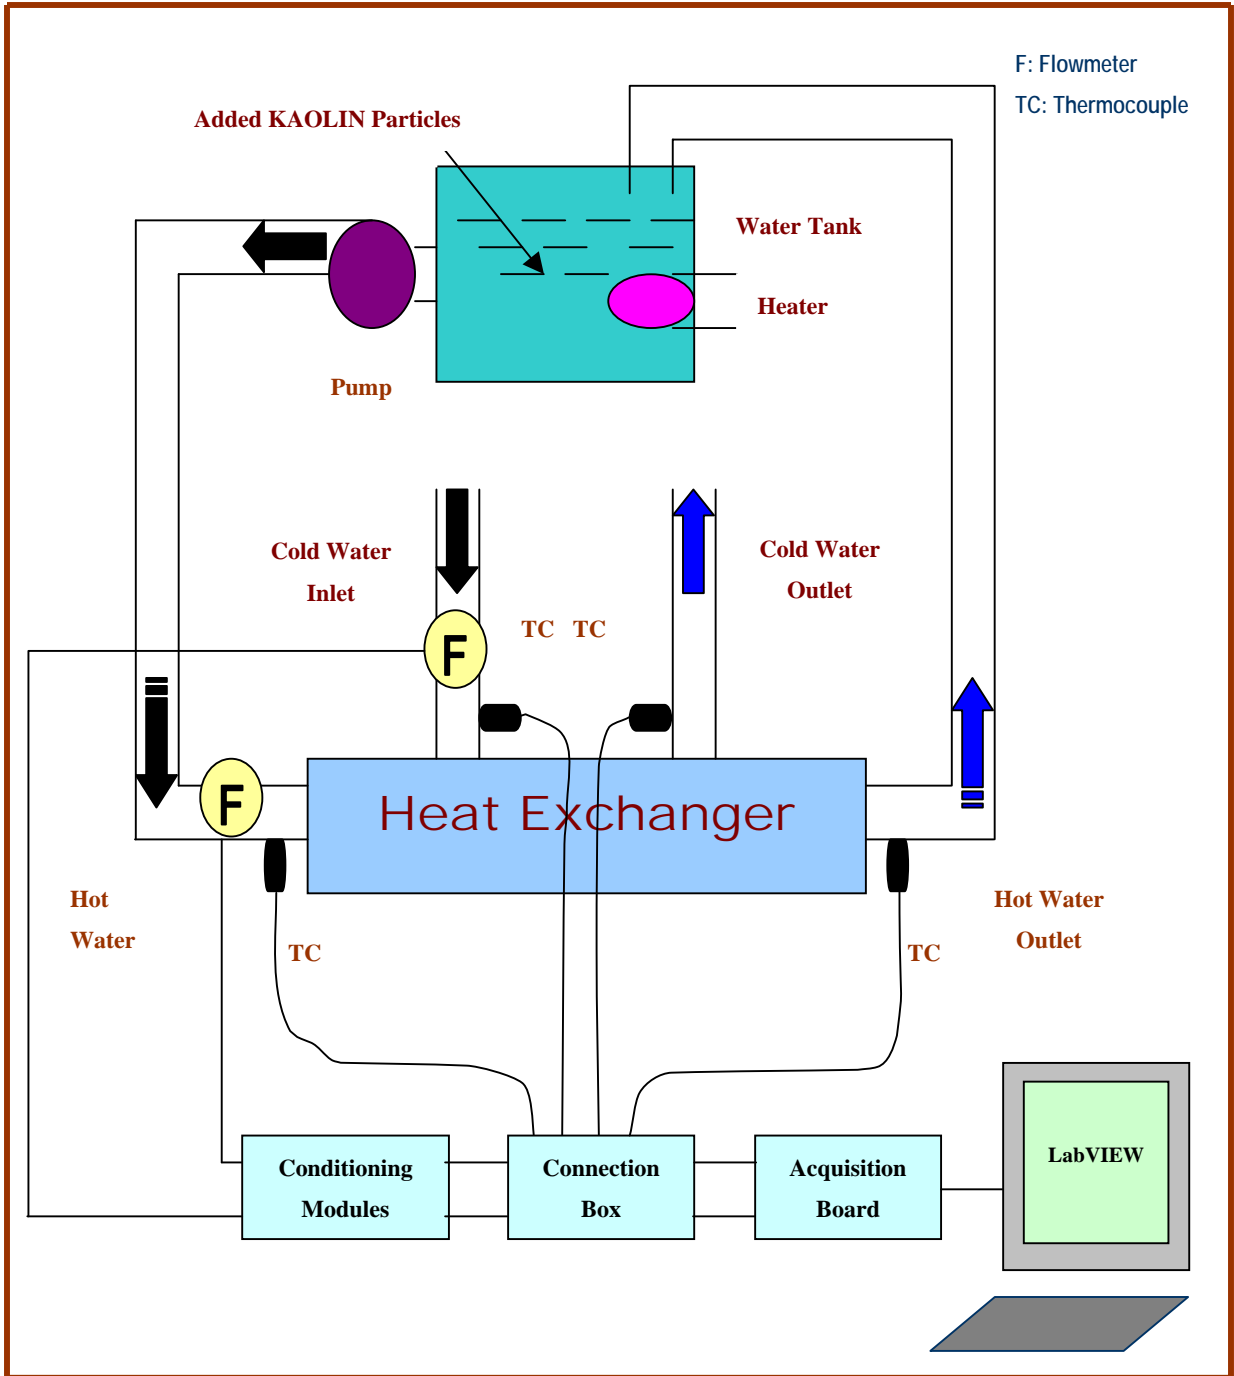 F: Flowmeter
TC: Thermocouple
Added KAOLIN Particles
Water Tank
Heater
Pump
Cold Water
Inlet
Cold Water
Outlet
TC TC
F
F
Heat Exchanger
Hot
Water
TC
TC
Hot Water
Outlet
Conditioning
Modules
Connection
Box
Acquisition
Board
LabVIEW